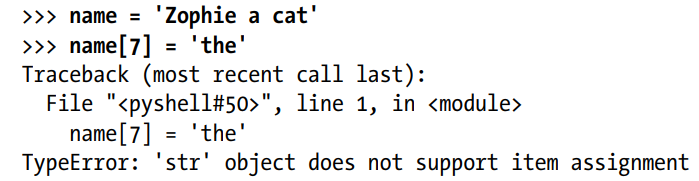 >>> name = 'Zophie a cat'
>>> name[7] = 'the'
Traceback (most recent call last):
  File "<pyshell#50>", line 1, in <module>
    name[7] = 'the'
TypeError: 'str' object does not support item assignment